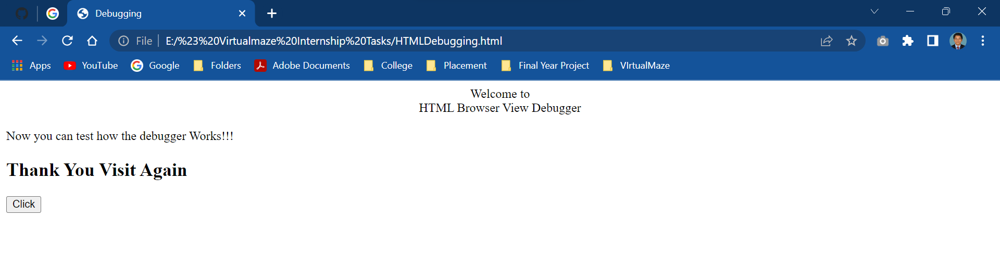 Debugging
File E:/%23%20Virtualmaze%20Internship%20Tasks/HTMLDebugging.html
Apps YouTube Google Folders Adobe Documents College Placement Final Year Project VIrtualMaze
Welcome to
HTML Browser View Debugger
Now you can test how the debugger Works!!!
Thank You Visit Again
Click